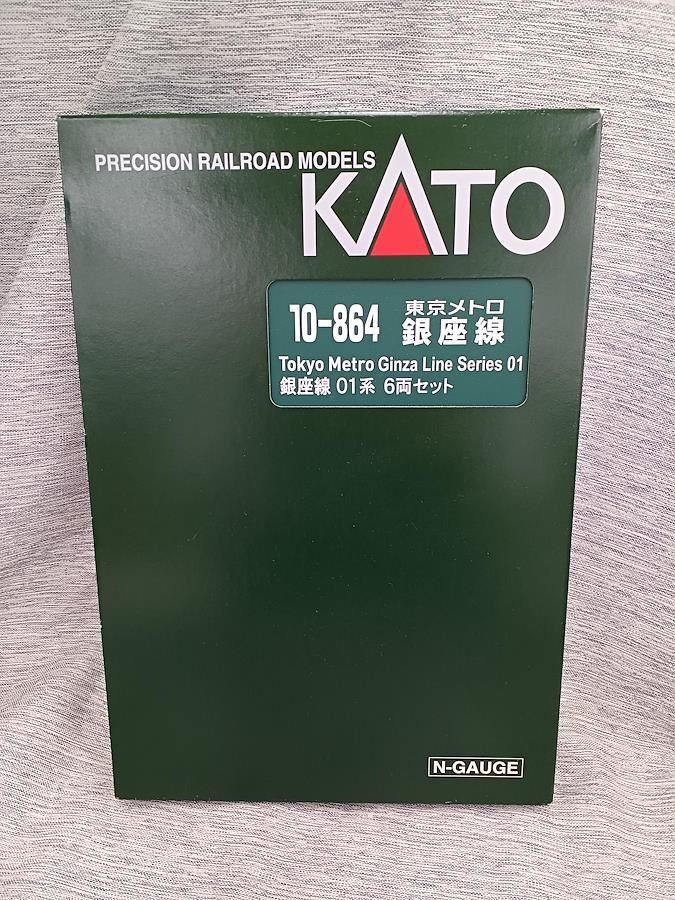 PRECISION RAILROAD MODELS
KATO
10-864
東京メトロ
銀座線
Tokyo Metro Ginza Line Series 01
銀座線 01系 6両セット
N-GAUGE